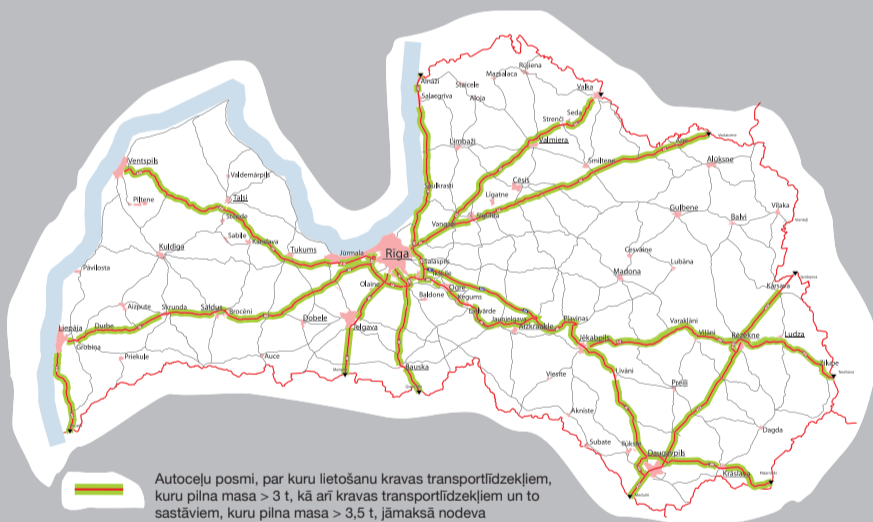 Ainaži
Staicele
Mazsalaca
Rūjiena
Valka
Salacgrīva
Aloja
Seda
Strenči
Ape
Limbaži
Valmiera
Smiltene
Alūksne
Ventspils
Valdemārpils
Cēsis
Piltene
Talsi
Saulkrasti
Līgatne
Stende
Vangaži
Sigulda
Gulbene
Balvi
Viļaka
Sabile
Kandava
Tukums
Jūrmala
Rīga
Kuldīga
Cesvaine
Lubāna
Salaspils
Madona
Pāvilosta
Ikšķile
Olaine
Ogre
Baldone
Ķegums
Kārsava
Aizpute
Skrunda
Saldus
Brocēni
Lielvārde
Jaunjelgava
Pļaviņas
Varakļāni
Viļāni
Rēzekne
Ludza
Liepāja
Durbe
Dobele
Jelgava
Aizkraukle
Jēkabpils
Grobiņa
Priekule
Auce
Bauska
Līvāni
Zilupe
Viesīte
Preiļi
Aknīste
Dagda
Subate
Ilūkste
Daugavpils
Krāslava
Autoceļu posmi, par kuru lietošanu kravas transportlīdzekļiem,
kuru pilna masa > 3 t, kā arī kravas transportlīdzekļiem un to
sastāviem, kuru pilna masa > 3,5 t, jāmaksā nodeva